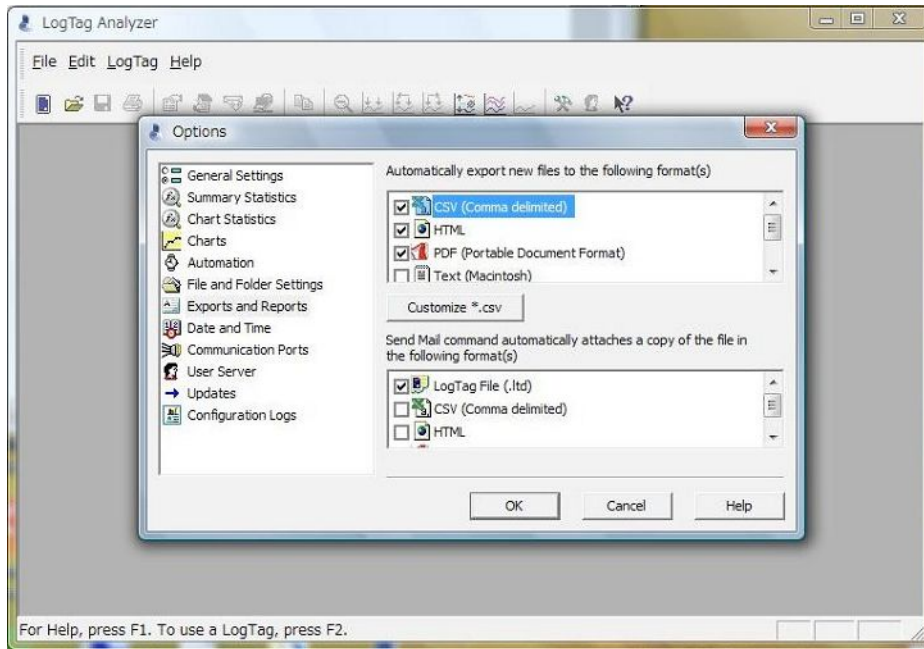 LogTag Analyzer
File Edit LogTag Help
Options
General Settings
Summary Statistics
Chart Statistics
Charts
Automation
File and Folder Settings
Exports and Reports
Date and Time
Communication Ports
User Server
Updates
Configuration Logs
Automatically export new files to the following format(s)
CSV (Comma delimited)
HTML
PDF (Portable Document Format)
Text (Macintosh)
Customize *.csv
Send Mail command automatically attaches a copy of the file in
the following format(s)
LogTag File (.ltd)
CSV (Comma delimited)
HTML
OK Cancel Help
For Help, press F1. To use a LogTag, press F2.